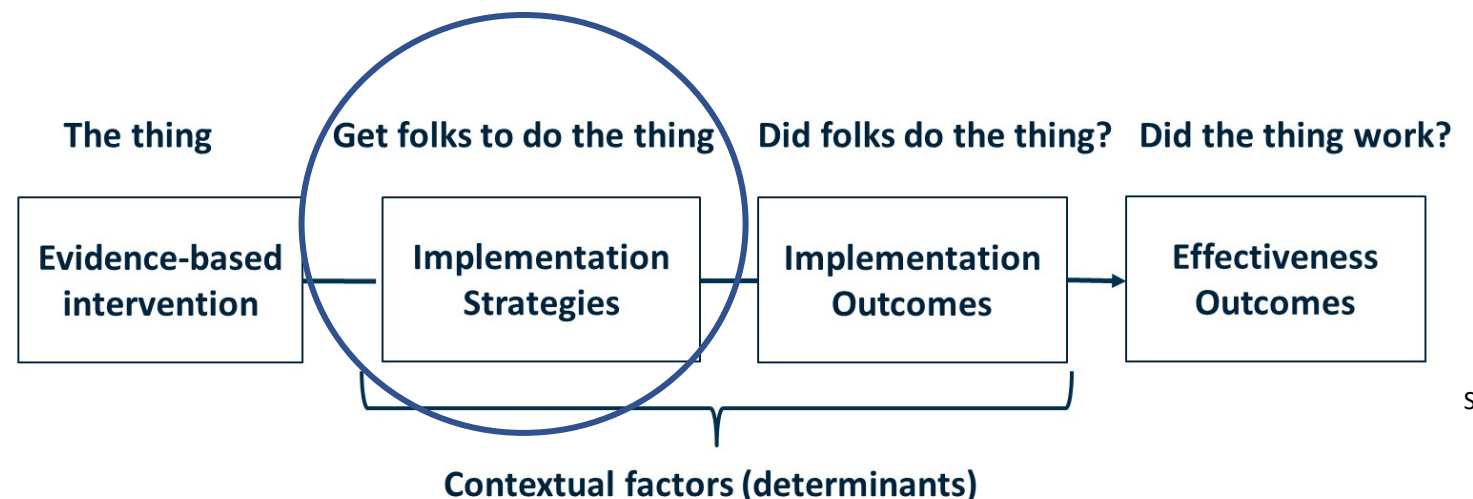 The thing
Get folks to do the thing
Did folks do the thing?
Did the thing work?
Evidence-based
intervention
Implementation
Strategies
Implementation
Outcomes
Effectiveness
Outcomes
S
Contextual factors (determinants)